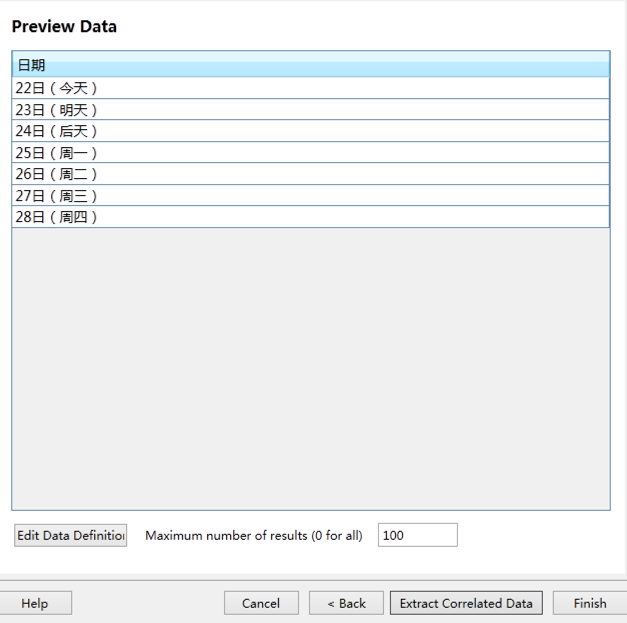 Preview Data
日期
22日（今天）
23日（明天）
24日（后天）
25日（周一）
26日（周二）
27日（周三）
28日（周四）
Edit Data Definition Maximum number of results (0 for all) 100
Help Cancel < Back Extract Correlated Data Finish